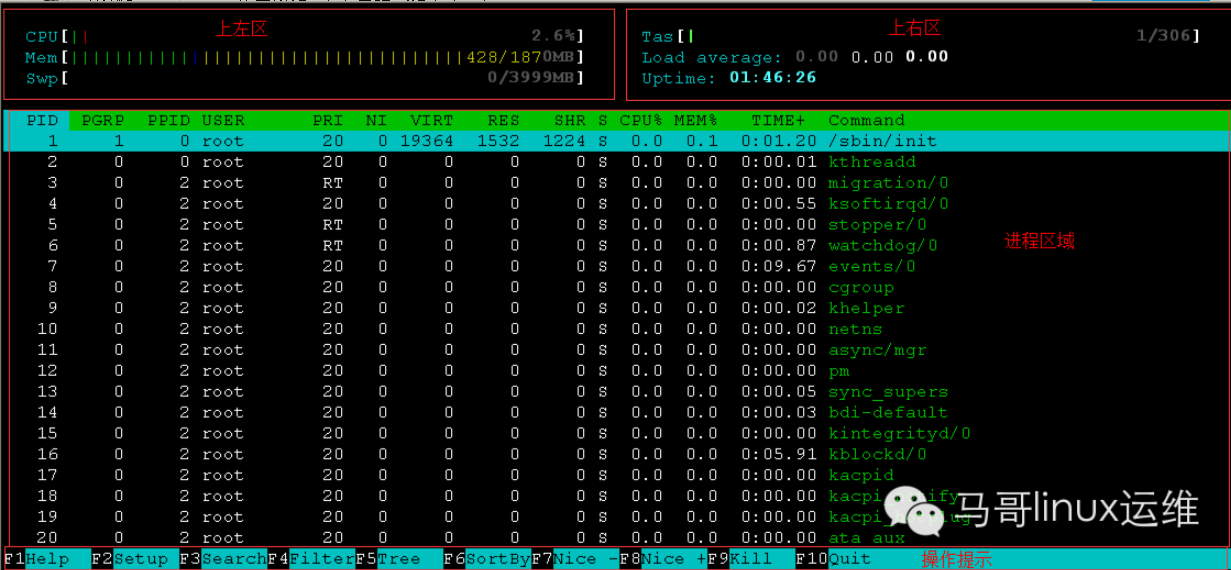 上左区
CPU[|| 2.6%]
Mem[||||||||||||||||||||||||||||||||||||428/1870MB]
Swp[ 0/3999MB]
上右区
Tas[| 1/306]
Load average: 0.00 0.00 0.00
Uptime: 01:46:26
PID PGRP PPID USER PRI NI VIRT RES SHR S CPU% MEM% TIME+ Command
1 1 0 root 20 0 19364 1532 1224 S 0.0 0.1 0:01.20 /sbin/init
2 0 0 root 20 0 0 0 0 S 0.0 0.0 0:00.01 kthreadd
3 0 2 root RT 0 0 0 0 S 0.0 0.0 0:00.00 migration/0
4 0 2 root 20 0 0 0 0 S 0.0 0.0 0:00.55 ksoftirqd/0
5 0 2 root RT 0 0 0 0 S 0.0 0.0 0:00.00 stopper/0
6 0 2 root RT 0 0 0 0 S 0.0 0.0 0:00.87 watchdog/0
进程区域
7 0 2 root 20 0 0 0 0 S 0.0 0.0 0:09.67 events/0
8 0 2 root 20 0 0 0 0 S 0.0 0.0 0:00.00 cgroup
9 0 2 root 20 0 0 0 0 S 0.0 0.0 0:00.02 khelper
10 0 2 root 20 0 0 0 0 S 0.0 0.0 0:00.00 netns
11 0 2 root 20 0 0 0 0 S 0.0 0.0 0:00.00 async/mgr
12 0 2 root 20 0 0 0 0 S 0.0 0.0 0:00.00 pm
13 0 2 root 20 0 0 0 0 S 0.0 0.0 0:00.05 sync_supers
14 0 2 root 20 0 0 0 0 S 0.0 0.0 0:00.03 bdi-default
15 0 2 root 20 0 0 0 0 S 0.0 0.0 0:00.00 kintegrityd/0
16 0 2 root 20 0 0 0 0 S 0.0 0.0 0:05.91 kblockd/0
17 0 2 root 20 0 0 0 0 S 0.0 0.0 0:00.00 kacpid
18 0 2 root 20 0 0 0 0 S 0.0 0.0 0:00.00
19 0 2 root 20 0 0 0 0 S 0.0 0.0 0:00.00
马哥linux运维
20 0 2 root 20 0 0 0 0 S 0.0 0.0 0:00.00 ata_aux
F1Help F2Setup F3SearchF4FilterF5Tree F6SortByF7Nice -F8Nice +F9Kill F10Quit 操作提示